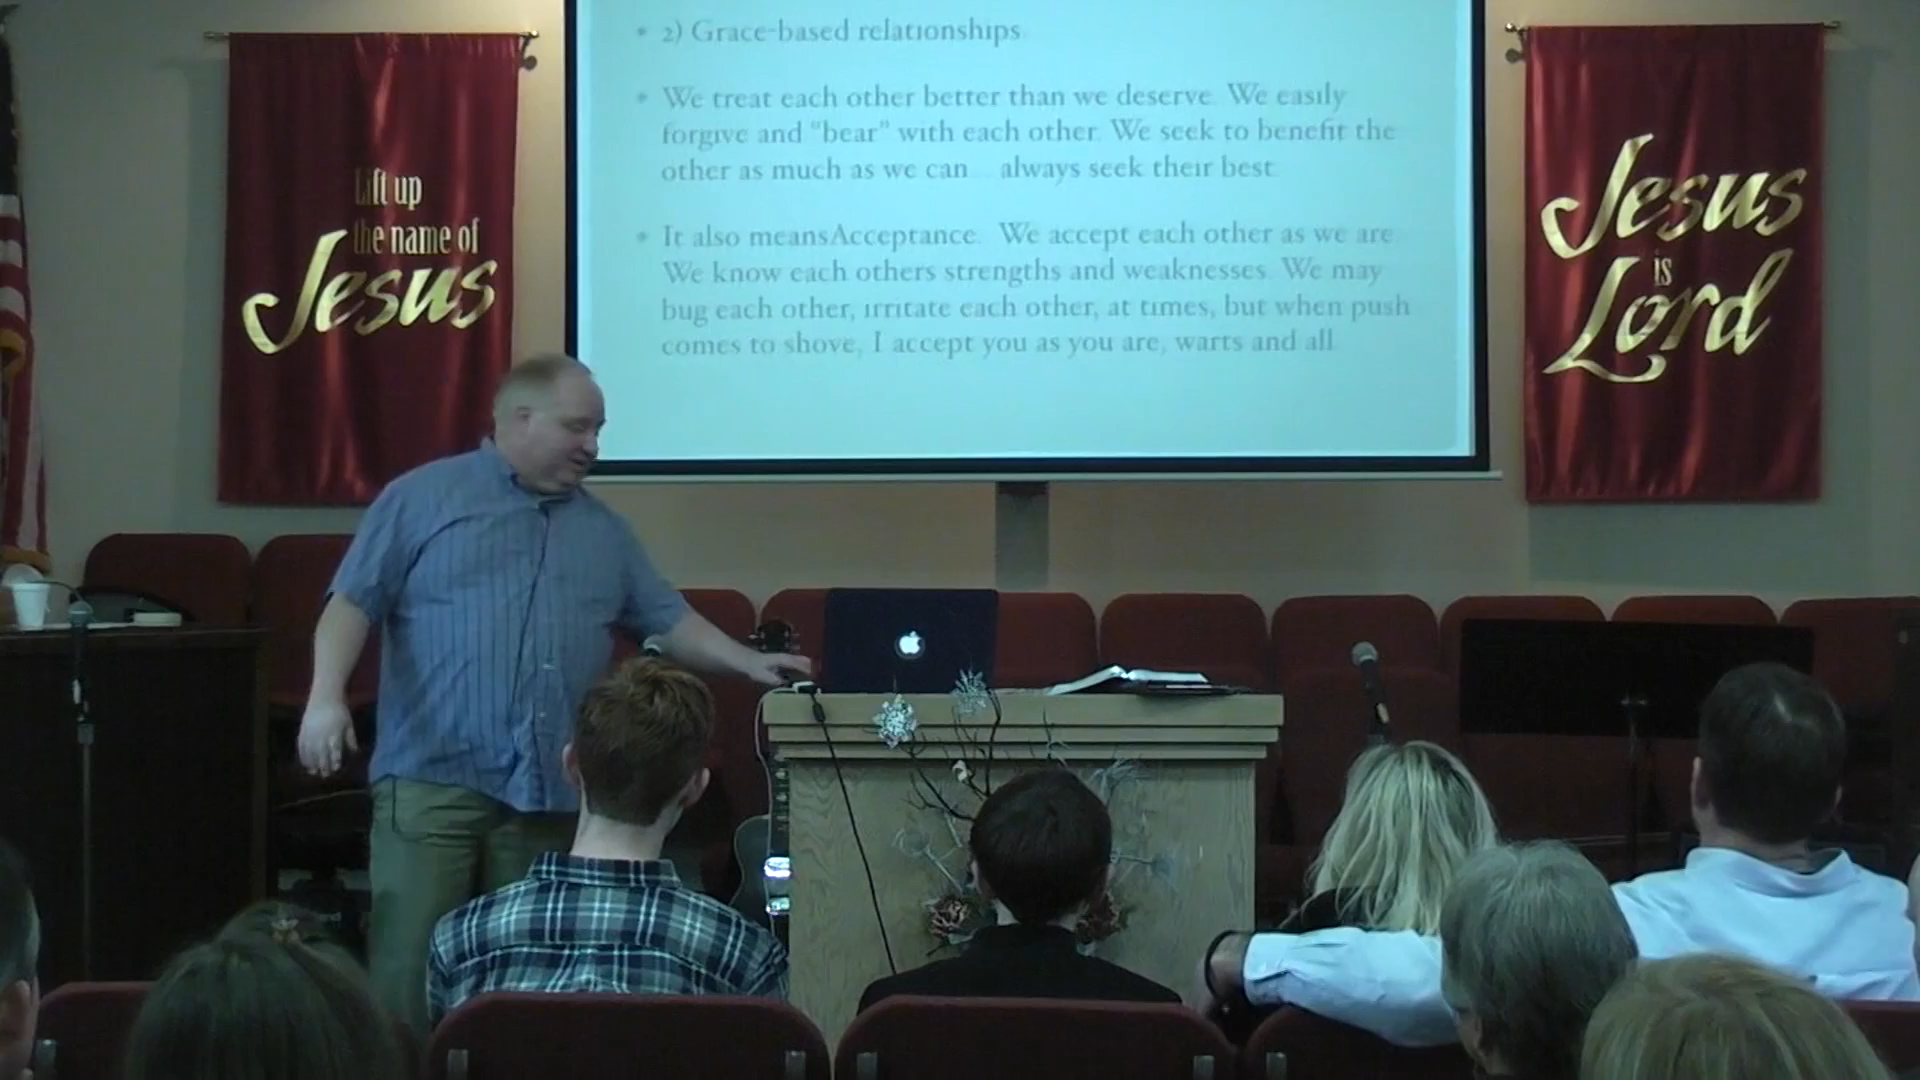 2) Grace-based relationships
We treat each other better than we deserve. We easily
forgive and "bear" with each other. We seek to benefit the
other as much as we can... always seek their best.
It also meansAcceptance. We accept each other as we are.
We know each others strengths and weaknesses. We may
bug each other, irritate each other, at times, but when push
comes to shove, I accept you as you are, warts and all.
Lift up
the name of
Jesus
Jesus
is
Lord